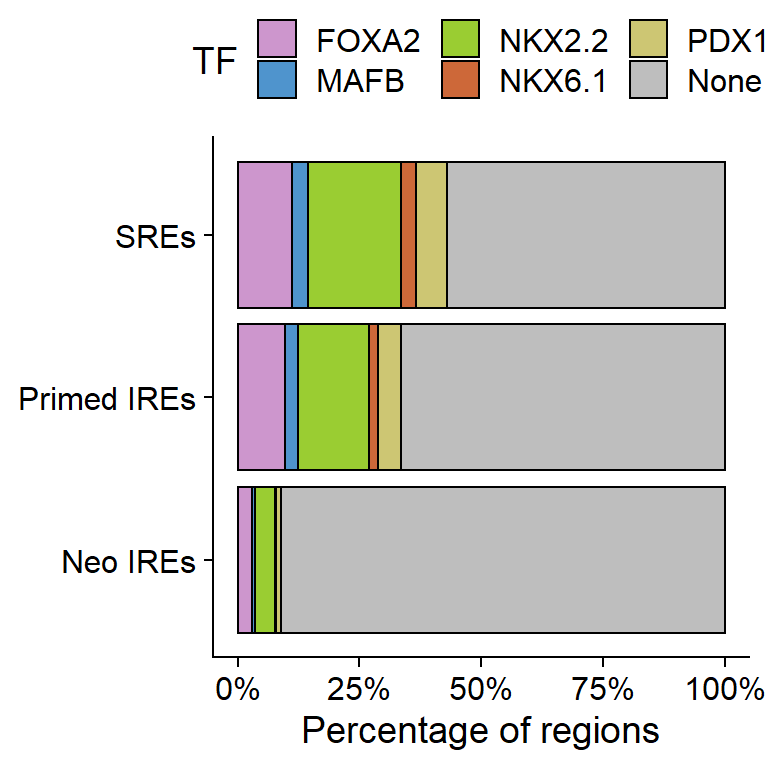 TF FOXA2 NKX2.2 PDX1
MAFB NKX6.1 None
SREs
Primed IREs
Neo IREs
0% 25% 50% 75% 100%
Percentage of regions